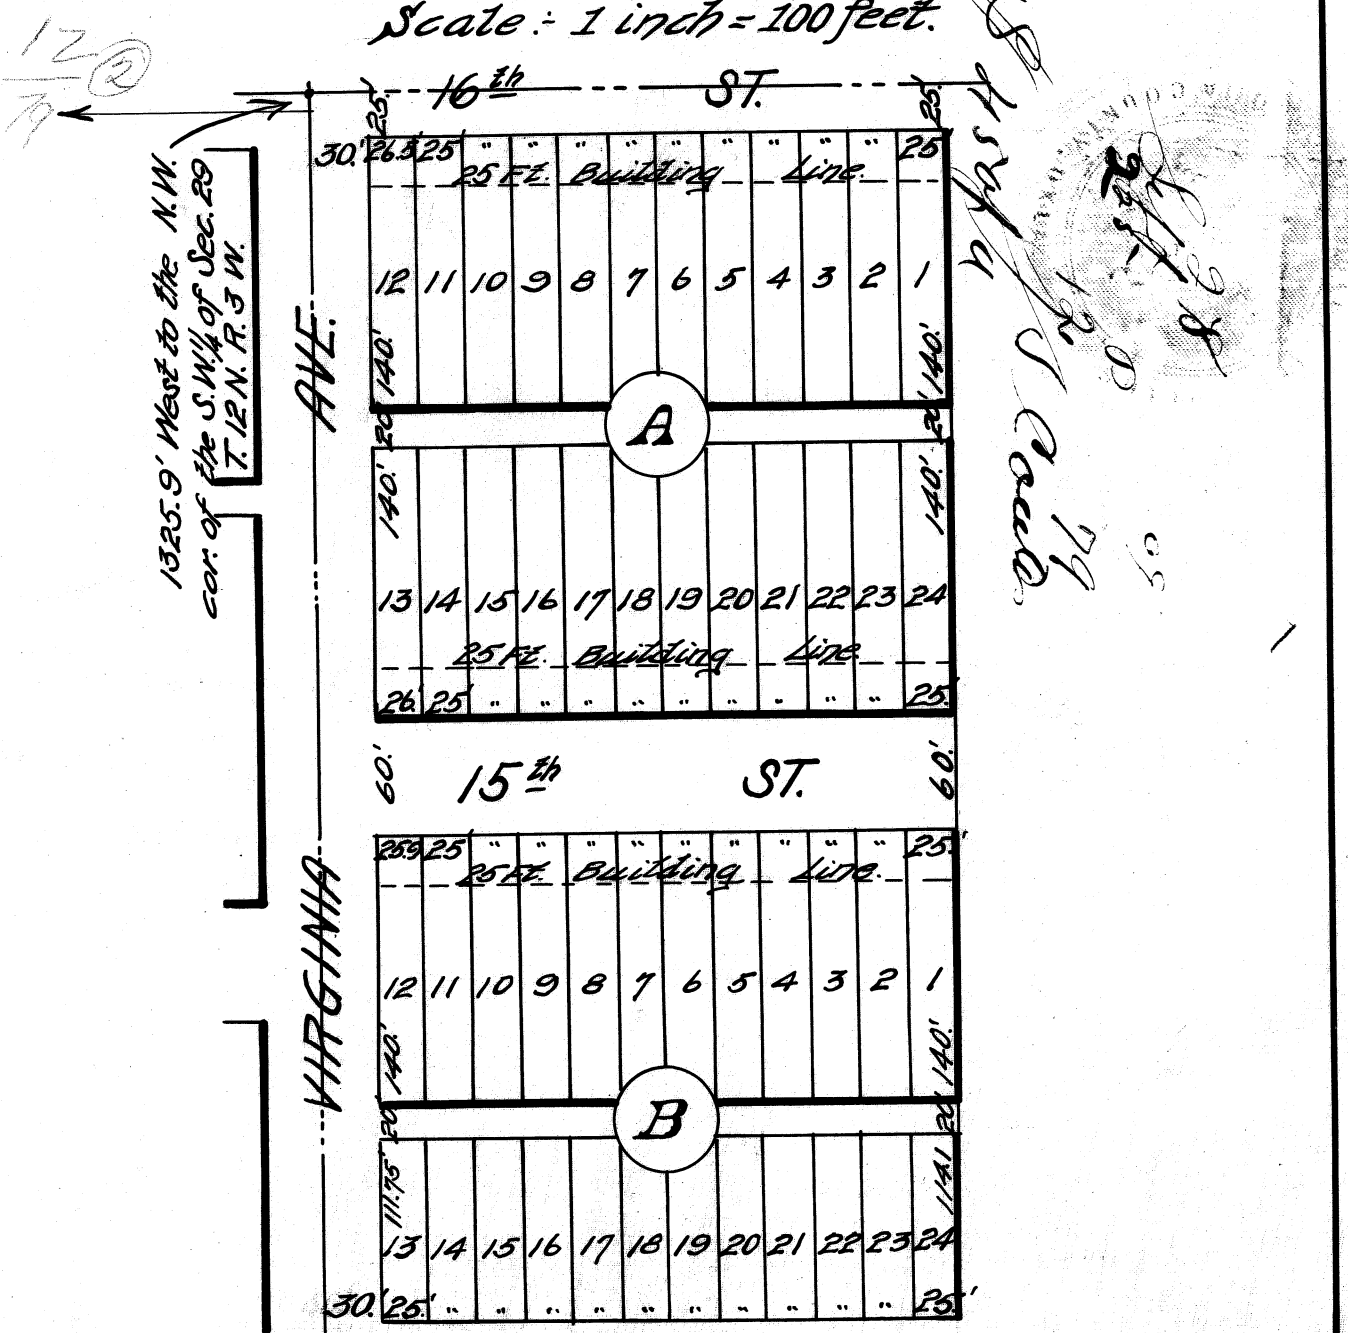 Scale :- 1 inch = 100 feet.
16th ST.
25.' 25.'
30.' 26.3' 25' " " " " " " " " " 25'
25 Ft. Building Line.
12 11 10 9 8 7 6 5 4 3 2 1
140.' 140.'
A
20' 20'
140.' 140.'
13 14 15 16 17 18 19 20 21 22 23 24
25 Ft. Building Line
26.' 25' " " " " " " " " " 25.'
60.' 15th ST. 60.'
25.9 25 " " " " " " " " " 25.'
25 Ft. Building Line.
12 11 10 9 8 7 6 5 4 3 2 1
140.' 140.'
B
20' 20'
111.75' 114.1
13 14 15 16 17 18 19 20 21 22 23 24
30.' 25.' " " " " " " " " " " 25.'
VIRGINIA AVE.
1325.9' West to the N.W.
cor. of the S.W.¼ of Sec. 29
T. 12 N. R. 3 W.
12 2
79
79